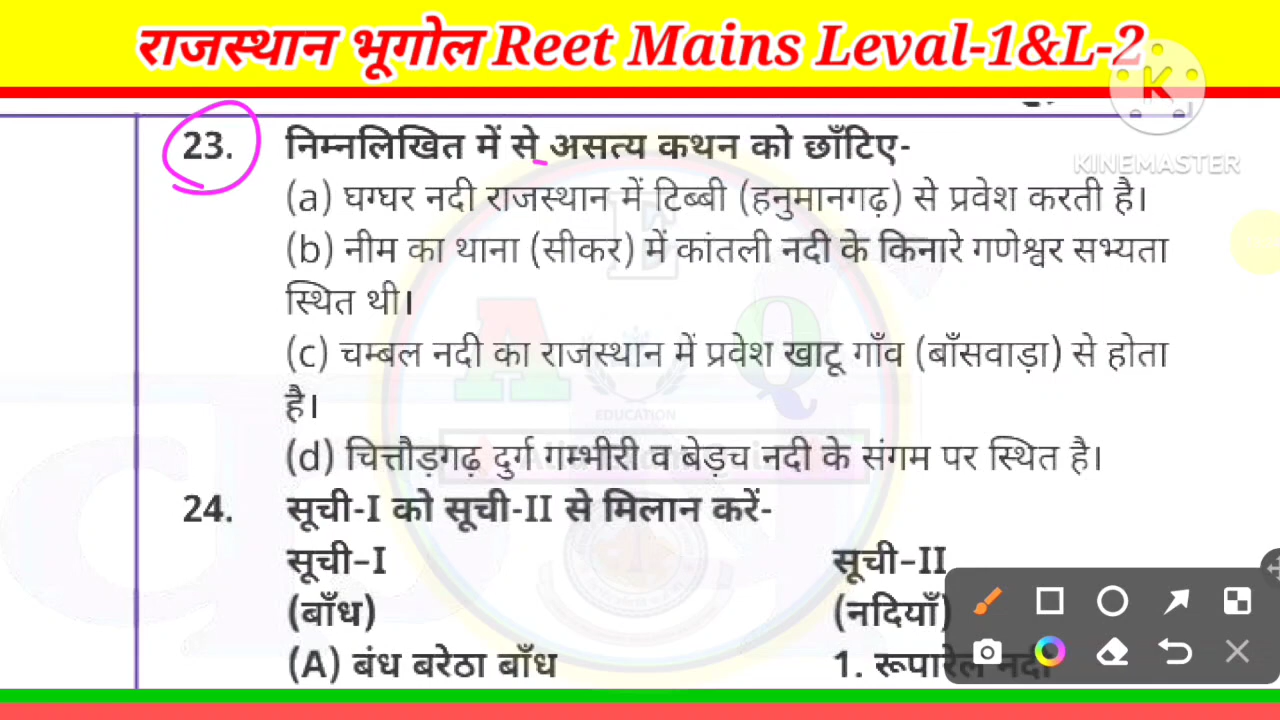 राजस्थान भूगोल Reet Mains Leval-1&L-2
KINEMASTER
23. निम्नलिखित में से असत्य कथन को छाँटिए-
(a) घग्घर नदी राजस्थान में टिब्बी (हनुमानगढ़) से प्रवेश करती है।
(b) नीम का थाना (सीकर) में कांतली नदी के किनारे गणेश्वर सभ्यता
स्थित थी।
(c) चम्बल नदी का राजस्थान में प्रवेश खाटू गाँव (बाँसवाड़ा) से होता
है।
EDUCATION
(d) चित्तौड़गढ़ दुर्ग गम्भीरी व बेड़च नदी के संगम पर स्थित है।
24. सूची-I को सूची-II से मिलान करें-
सूची–I सूची–II
(बाँध) (नदियाँ)
(A) बंध बरेठा बाँध 1. रूपारेल नदी